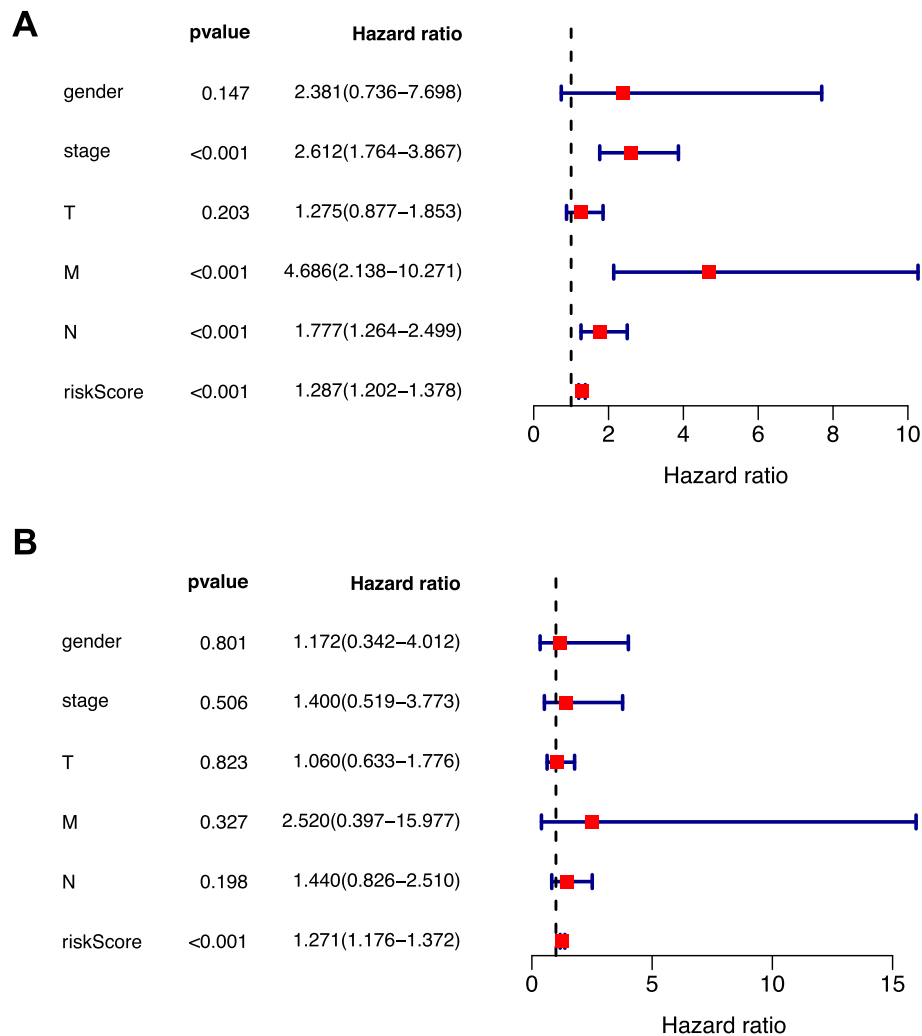 A
pvalue Hazard ratio
gender 0.147 2.381(0.736−7.698)
stage <0.001 2.612(1.764−3.867)
T 0.203 1.275(0.877−1.853)
M <0.001 4.686(2.138−10.271)
N <0.001 1.777(1.264−2.499)
riskScore <0.001 1.287(1.202−1.378)
0 2 4 6 8 10
Hazard ratio
B
pvalue Hazard ratio
gender 0.801 1.172(0.342−4.012)
stage 0.506 1.400(0.519−3.773)
T 0.823 1.060(0.633−1.776)
M 0.327 2.520(0.397−15.977)
N 0.198 1.440(0.826−2.510)
riskScore <0.001 1.271(1.176−1.372)
0 5 10 15
Hazard ratio